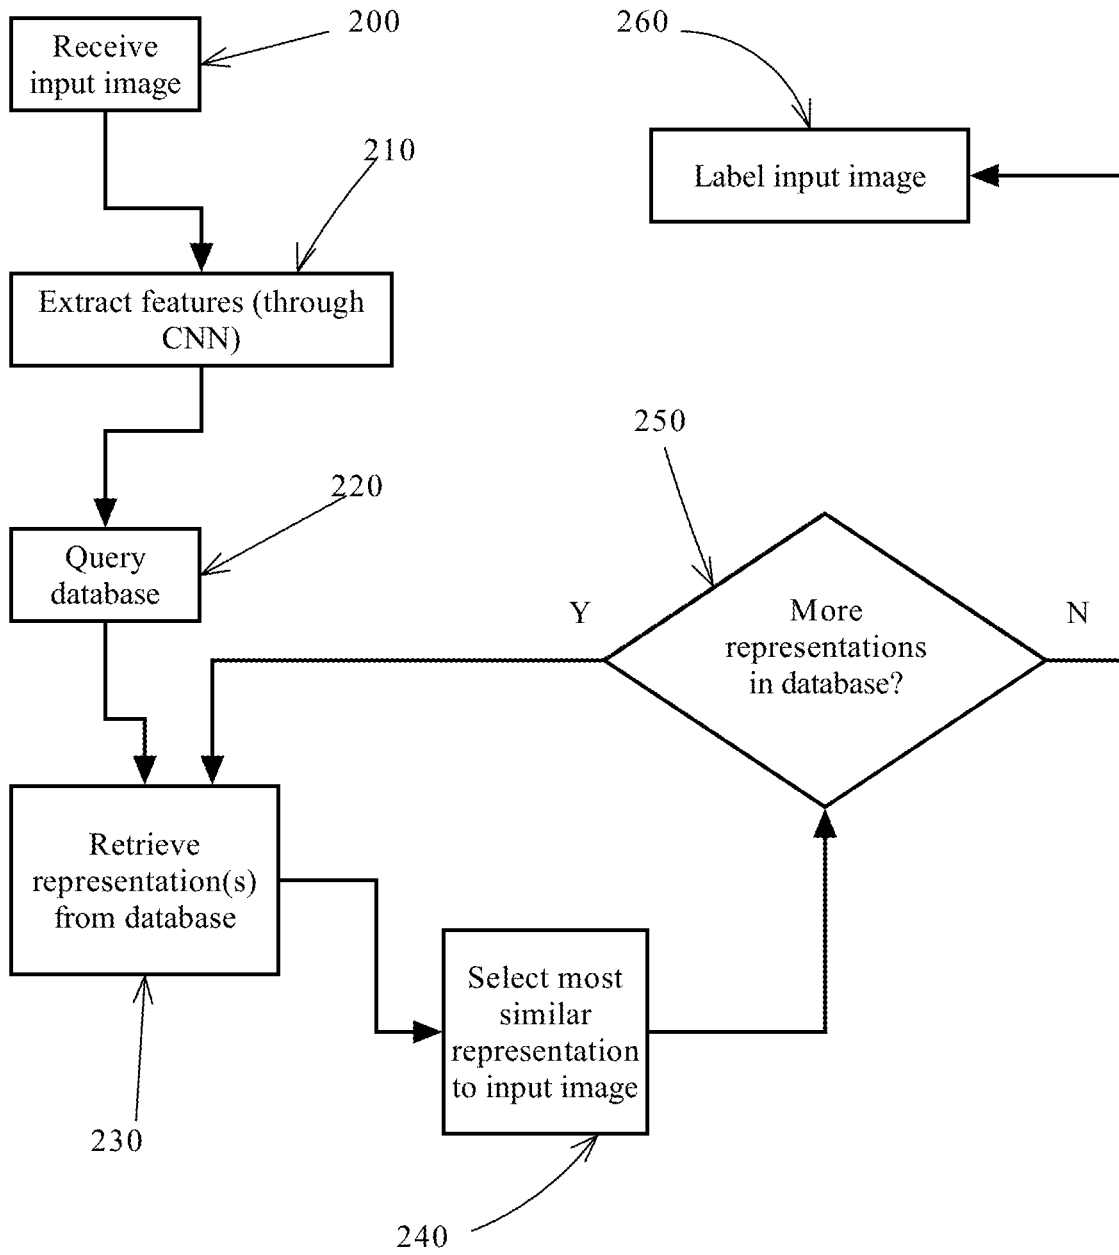 200
Receive
input image
260
Label input image
210
Extract features (through
CNN)
250
220
Query
database
Y
N
More
representations
in database?
Retrieve
representation(s)
from database
Select most
similar
representation
to input image
230
240